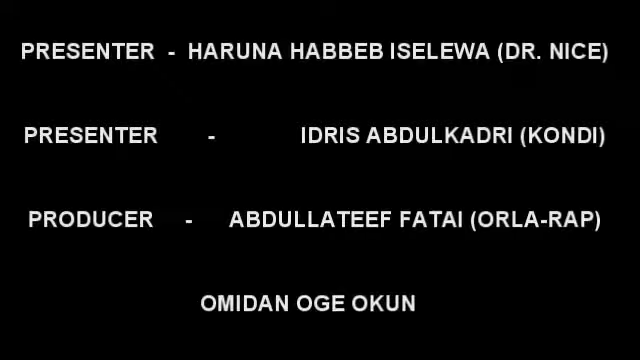 PRESENTER - HARUNA HABBEB ISELEWA (DR. NICE)
PRESENTER - IDRIS ABDULKADRI (KONDI)
PRODUCER - ABDULLATEEF FATAI (ORLA-RAP)
OMIDAN OGE OKUN